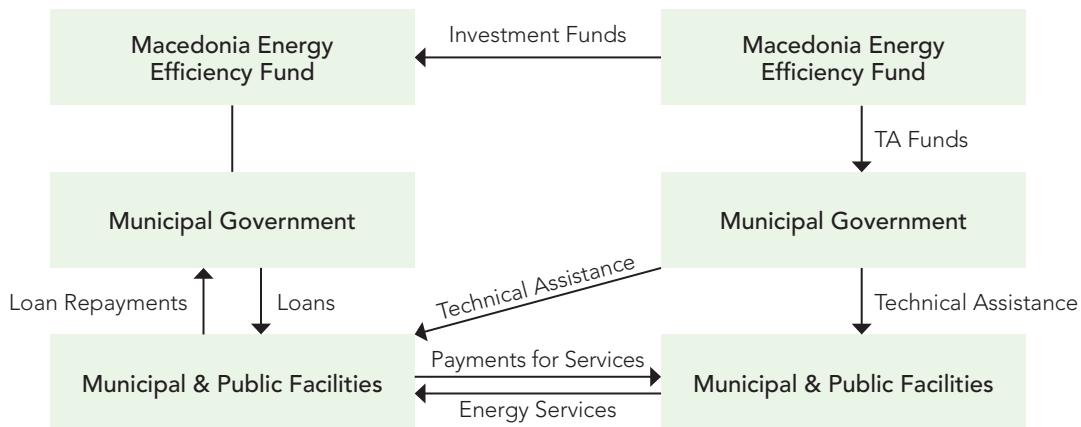 Macedonia Energy
Efficiency Fund
Investment Funds
Macedonia Energy
Efficiency Fund
TA Funds
Municipal Government
Municipal Government
Loan Repayments
Loans
Technical Assistance
Technical Assistance
Municipal & Public Facilities
Payments for Services
Energy Services
Municipal & Public Facilities